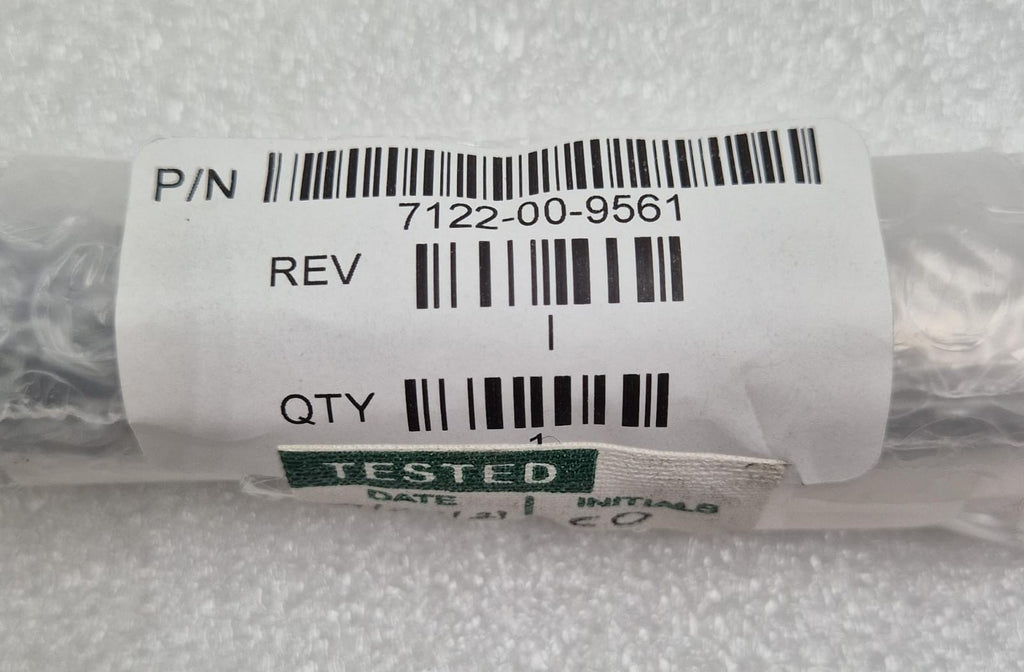 P/N
7122-00-9561
REV
I
QTY
1
TESTED
DATE | INITIALS